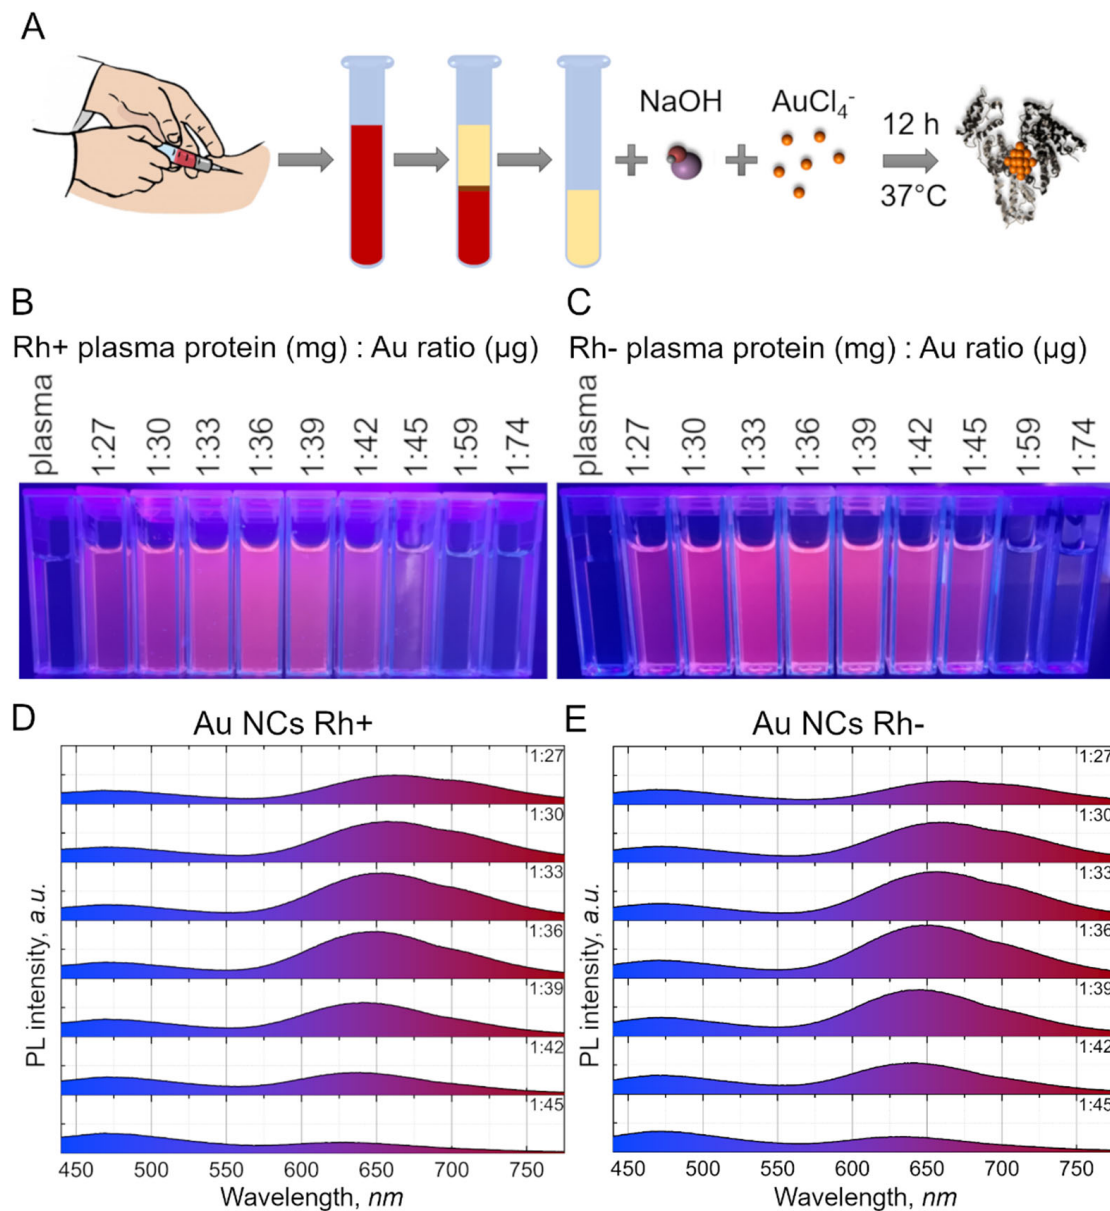 A
NaOH
AuCl4-
12 h
37°C
B
Rh+ plasma protein (mg) : Au ratio (µg)
plasma
1:27
1:30
1:33
1:36
1:39
1:42
1:45
1:59
1:74
C
Rh- plasma protein (mg) : Au ratio (µg)
plasma
1:27
1:30
1:33
1:36
1:39
1:42
1:45
1:59
1:74
D
Au NCs Rh+
PL intensity, a.u.
1:27
1:30
1:33
1:36
1:39
1:42
1:45
450 500 550 600 650 700 750
Wavelength, nm
E
Au NCs Rh-
PL intensity, a.u.
1:27
1:30
1:33
1:36
1:39
1:42
1:45
450 500 550 600 650 700 750
Wavelength, nm